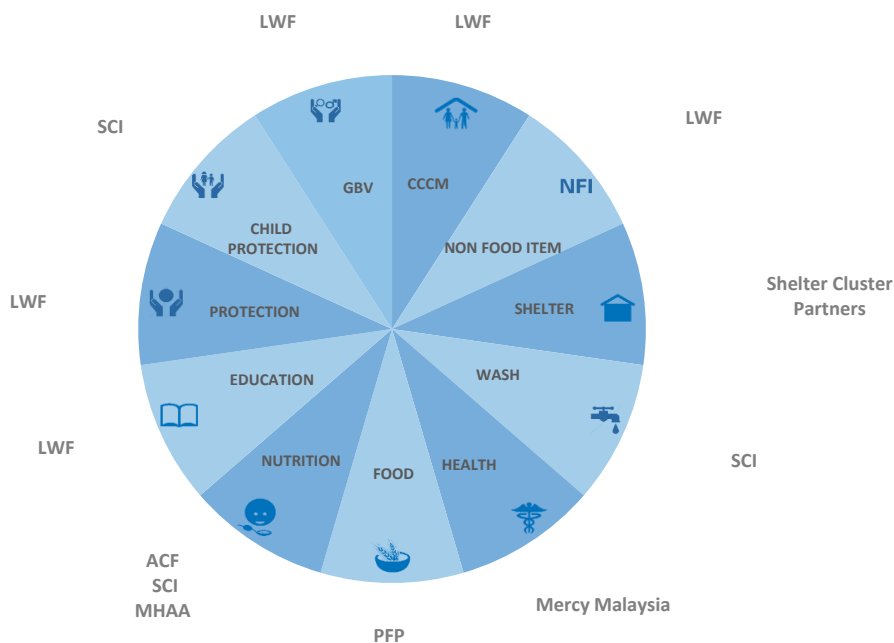 LWF
LWF
SCI
LWF
NFI
GBV
CCCM
CHILD
PROTECTION
NON FOOD ITEM
LWF
PROTECTION
SHELTER
Shelter Cluster
Partners
EDUCATION
WASH
LWF
NUTRITION
FOOD
HEALTH
SCI
ACF
SCI
MHAA
Mercy Malaysia
PFP